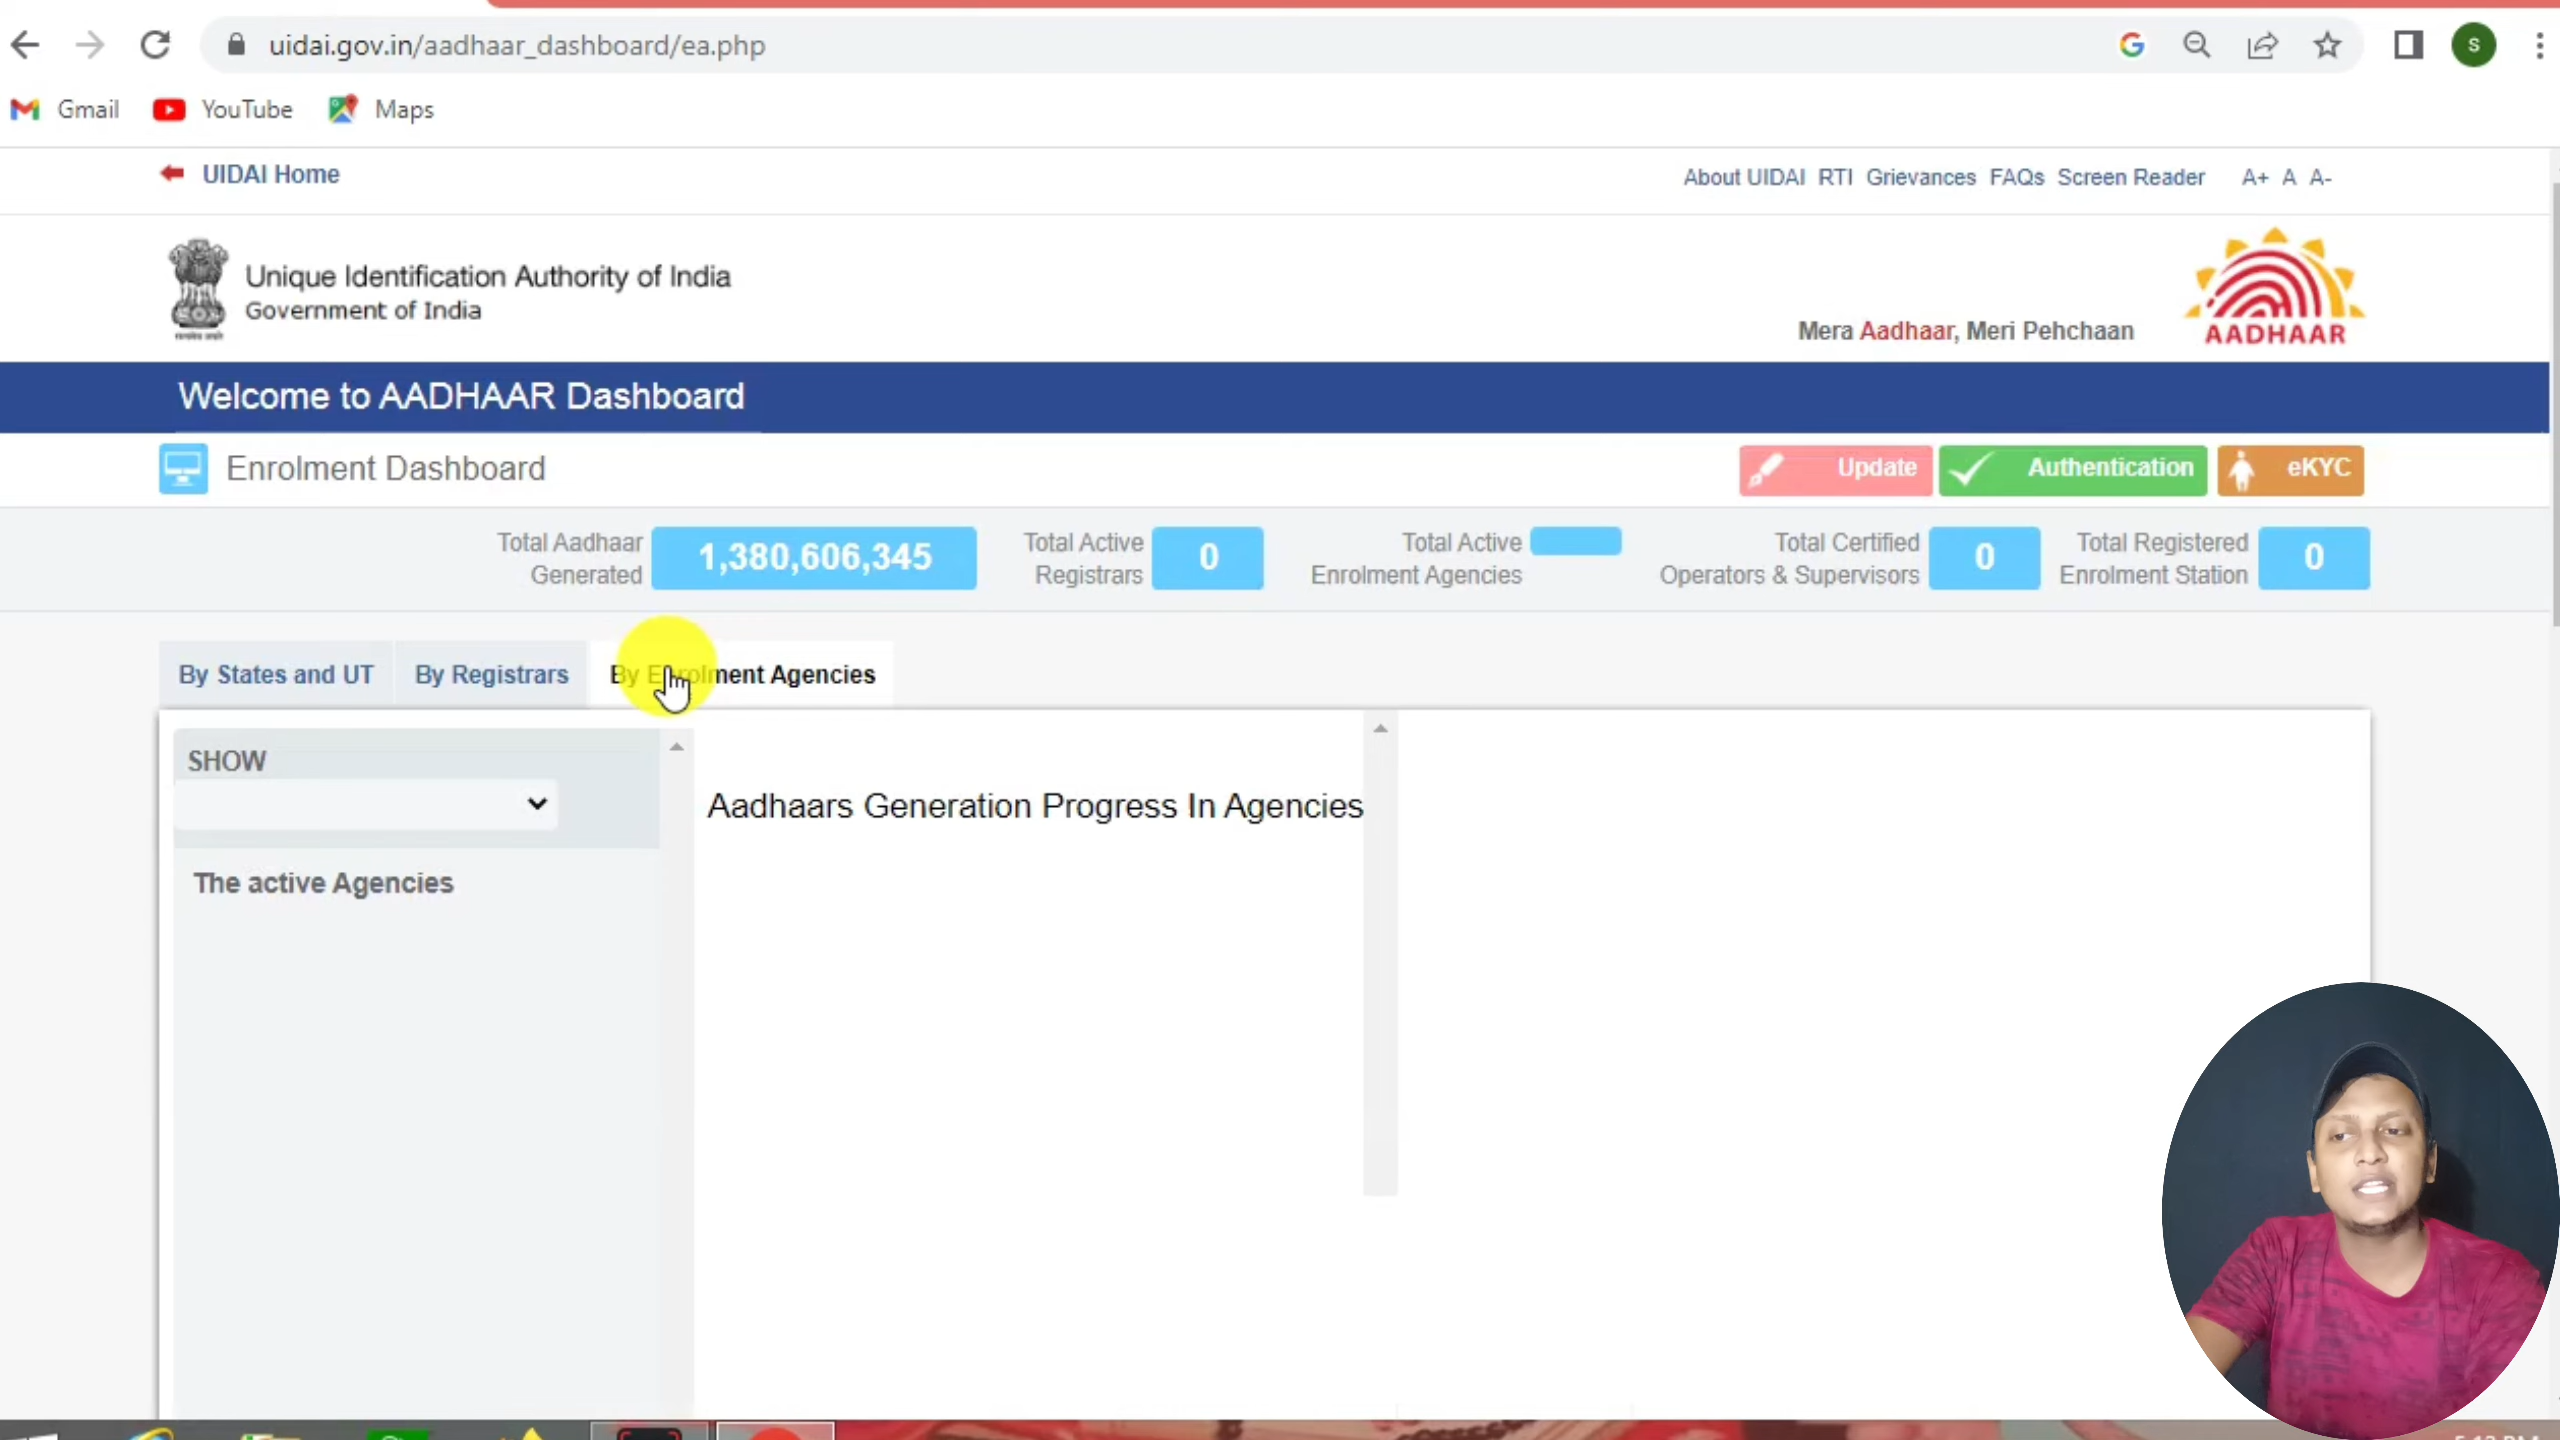 uidai.gov.in/aadhaar_dashboard/ea.php
S
Gmail YouTube Maps
UIDAI Home
About UIDAI RTI Grievances FAQs Screen Reader A+ A A-
Unique Identification Authority of India
Government of India
Mera Aadhaar, Meri Pehchaan
AADHAAR
Welcome to AADHAAR Dashboard
Enrolment Dashboard
Update Authentication eKYC
Total Aadhaar Generated 1,380,606,345
Total Active Registrars 0
Total Active Enrolment Agencies
Total Certified Operators & Supervisors 0
Total Registered Enrolment Station 0
By States and UT By Registrars By Enrolment Agencies
SHOW
Aadhaars Generation Progress In Agencies
The active Agencies